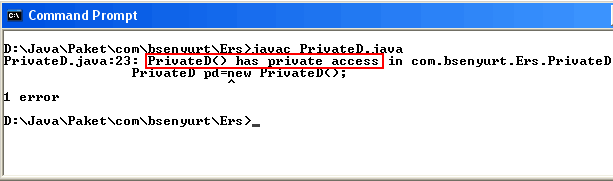 Command Prompt
D:\Java\Paket\com\bsenyurt\Ers>javac PrivateD.java
PrivateD.java:23: PrivateD() has private access in com.bsenyurt.Ers.PrivateD
PrivateD pd=new PrivateD();
^
1 error
D:\Java\Paket\com\bsenyurt\Ers>_